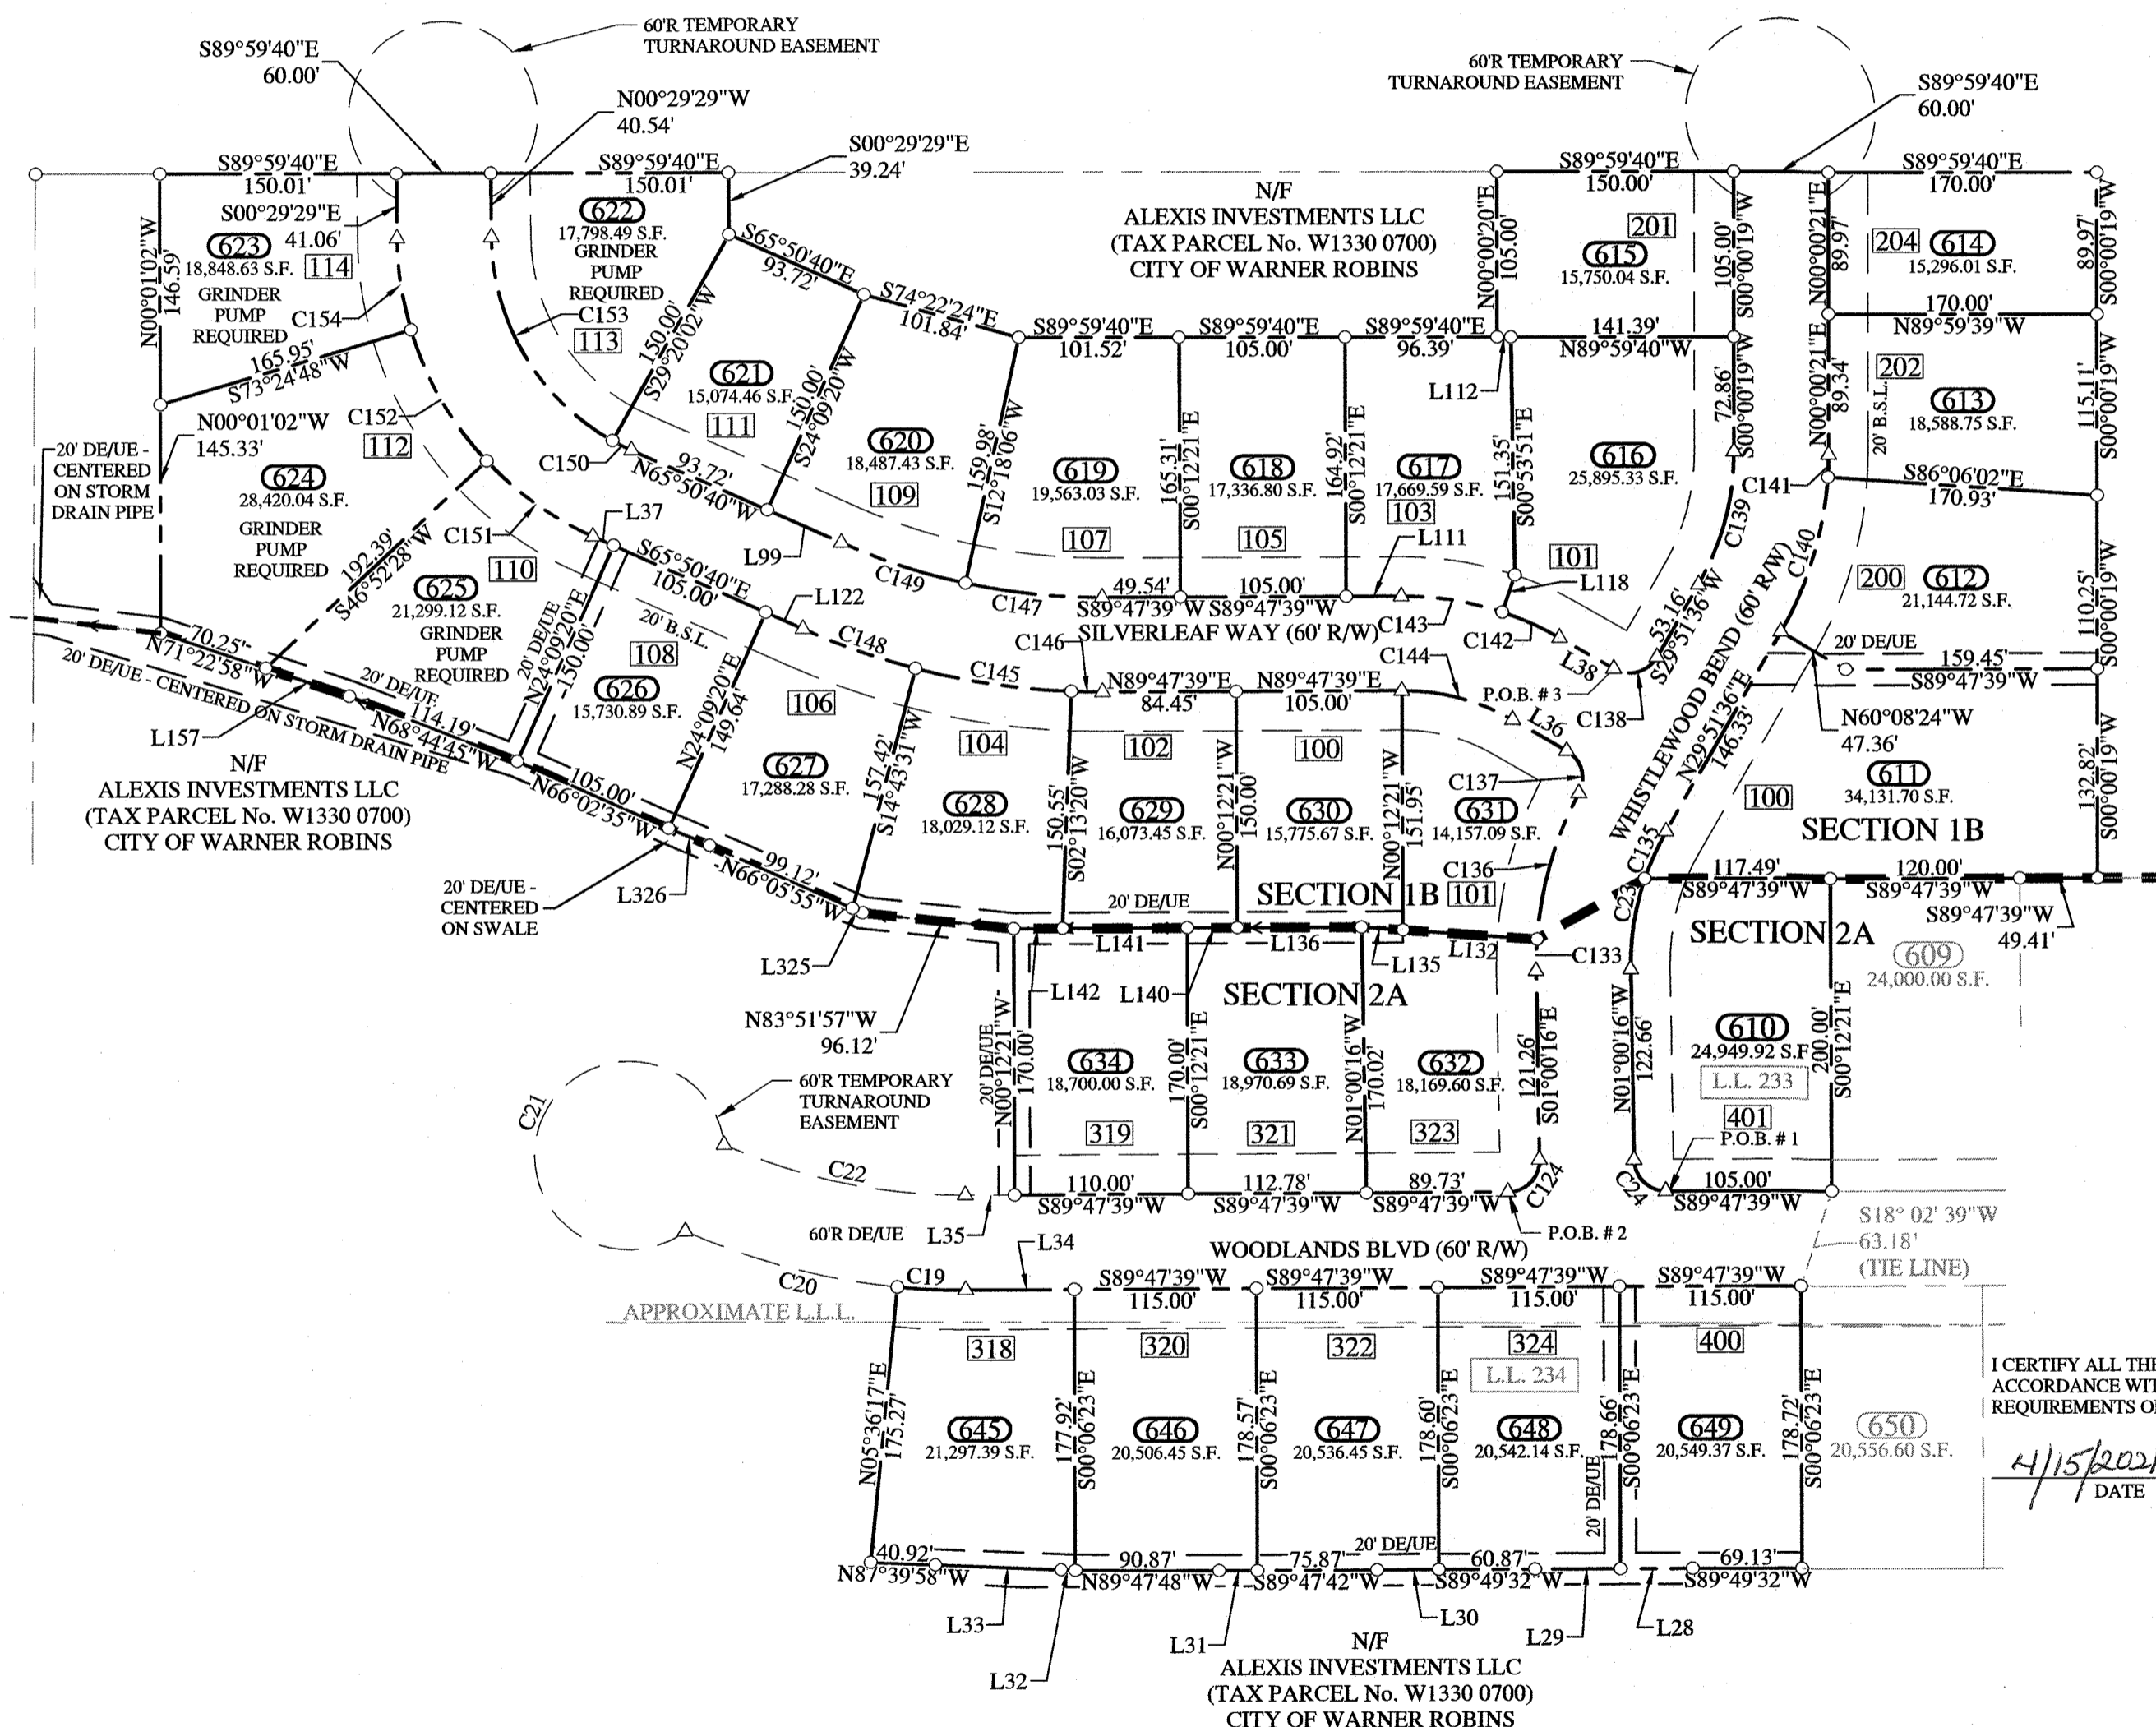 60'R TEMPORARY
TURNAROUND EASEMENT
S89°59'40"E
60.00'
N00°29'29"W
40.54'
S00°29'29"E
39.24'
60'R TEMPORARY
TURNAROUND EASEMENT
S89°59'40"E
60.00'
S89°59'40"E
150.01'
S89°59'40"E
150.01'
S89°59'40"E
150.00'
S89°59'40"E
170.00'
N00°01'02"W
146.59'
S00°29'29"E
41.06'
623
18,848.63 S.F.
114
GRINDER
PUMP
REQUIRED
C154
165.95'
S73°24'48"W
622
17,798.49 S.F.
GRINDER
PUMP
REQUIRED
C153
113
S65°50'40"E
93.72'
S74°22'24"E
101.84'
N/F
ALEXIS INVESTMENTS LLC
(TAX PARCEL No. W1330 0700)
CITY OF WARNER ROBINS
N00°00'20"E
105.00'
201
615
15,750.04 S.F.
105.00'
S00°00'19"W
N00°00'21"E
89.97'
204
614
15,296.01 S.F.
89.97'
S00°00'19"W
170.00'
N89°59'39"W
S89°59'40"E
101.52'
S89°59'40"E
105.00'
S89°59'40"E
96.39'
141.39'
N89°59'40"W
L112
N00°01'02"W
145.33'
20' DE/UE -
CENTERED
ON STORM
DRAIN PIPE
C152
112
624
28,420.04 S.F.
GRINDER
PUMP
REQUIRED
150.00'
S29°20'02"W
621
15,074.46 S.F.
111
150.00'
S24°09'20"W
620
18,487.43 S.F.
109
159.98'
S12°18'06"W
619
19,563.03 S.F.
107
165.31'
S00°12'21"E
618
17,336.80 S.F.
105
164.92'
S00°12'21"E
617
17,669.59 S.F.
103
151.35'
S00°53'51"E
616
25,895.33 S.F.
101
72.86'
S00°00'19"W
N00°00'21"E
89.34'
202
20' B.S.L.
613
18,588.75 S.F.
115.11'
S00°00'19"W
C141
S86°06'02"E
170.93'
C139
C140
C150
93.72'
N65°50'40"W
L37
C151
L99
192.39'
S46°52'28"W
110
625
21,299.12 S.F.
GRINDER
PUMP
REQUIRED
S65°50'40"E
105.00'
L122
20' B.S.L.
C149
C147
49.54'
S89°47'39"W
105.00'
S89°47'39"W
L111
L118
SILVERLEAF WAY (60' R/W)
C143
C142
L38
53.16'
S29°51'36"W
200
612
21,144.72 S.F.
110.25'
S00°00'19"W
20' DE/UE
159.45'
S89°47'39"W
70.25'
N71°22'58"W
20' DE/UE - CENTERED ON STORM DRAIN PIPE
20' DE/UE
L157
114.19'
N68°44'45"W
20' DE/UE
N24°09'20"E
150.00'
108
626
15,730.89 S.F.
N24°09'20"E
149.64'
C148
106
627
17,288.28 S.F.
157.42'
S14°43'31"W
C145
C146
N89°47'39"E
84.45'
N89°47'39"E
105.00'
C144
P.O.B. # 3
L36
C138
WHISTLEWOOD BEND (60' R/W)
N29°51'36"E
146.33'
N60°08'24"W
47.36'
N/F
ALEXIS INVESTMENTS LLC
(TAX PARCEL No. W1330 0700)
CITY OF WARNER ROBINS
105.00'
N66°02'35"W
104
628
18,029.12 S.F.
150.55'
S02°13'20"W
102
629
16,073.45 S.F.
N00°12'21"W
150.00'
100
630
15,775.67 S.F.
N00°12'21"W
151.95'
C137
631
14,157.09 S.F.
C136
101
C135
100
611
34,131.70 S.F.
SECTION 1B
132.82'
S00°00'19"W
20' DE/UE -
CENTERED
ON SWALE
L326
99.12'
N66°05'55"W
20' DE/UE
SECTION 1B
C23
117.49'
S89°47'39"W
120.00'
S89°47'39"W
S89°47'39"W
49.41'
L325
L141
L136
L132
L135
C133
SECTION 2A
609
24,000.00 S.F.
L142
L140
SECTION 2A
N83°51'57"W
96.12'
20' DE/UE
N00°12'21"W
170.00'
634
18,700.00 S.F.
319
170.00'
S00°12'21"E
633
18,970.69 S.F.
321
N01°00'16"W
170.02'
632
18,169.60 S.F.
323
121.26'
S01°00'16"E
N01°00'16"W
122.66'
610
24,949.92 S.F.
L.L. 233
401
P.O.B. # 1
200.00'
S00°12'21"E
60'R TEMPORARY
TURNAROUND
EASEMENT
C21
C22
110.00'
S89°47'39"W
112.78'
S89°47'39"W
89.73'
S89°47'39"W
C124
C24
105.00'
S89°47'39"W
S18° 02' 39"W
63.18'
(TIE LINE)
60'R DE/UE
L35
L34
P.O.B. # 2
WOODLANDS BLVD (60' R/W)
C20
C19
S89°47'39"W
115.00'
S89°47'39"W
115.00'
S89°47'39"W
115.00'
S89°47'39"W
115.00'
APPROXIMATE L.L.L.
318
320
322
324
L.L. 234
400
I CERTIFY ALL
ACCORDANCE
REQUIREMENTS
N05°36'17"E
175.27'
645
21,297.39 S.F.
177.92'
S00°06'23"E
646
20,506.45 S.F.
178.57'
S00°06'23"E
647
20,536.45 S.F.
178.60'
S00°06'23"E
648
20,542.14 S.F.
20' DE/UE
178.66'
S00°06'23"E
649
20,549.37 S.F.
178.72'
S00°06'23"E
650
20,556.60 S.F.
4/15/2021
DATE
40.92'
N87°39'58"W
90.87'
N89°47'48"W
75.87'
S89°47'42"W
20' DE/UE
60.87'
S89°49'32"W
69.13'
S89°49'32"W
L33
L32
L31
L30
L29
L28
N/F
ALEXIS INVESTMENTS LLC
(TAX PARCEL No. W1330 0700)
CITY OF WARNER ROBINS